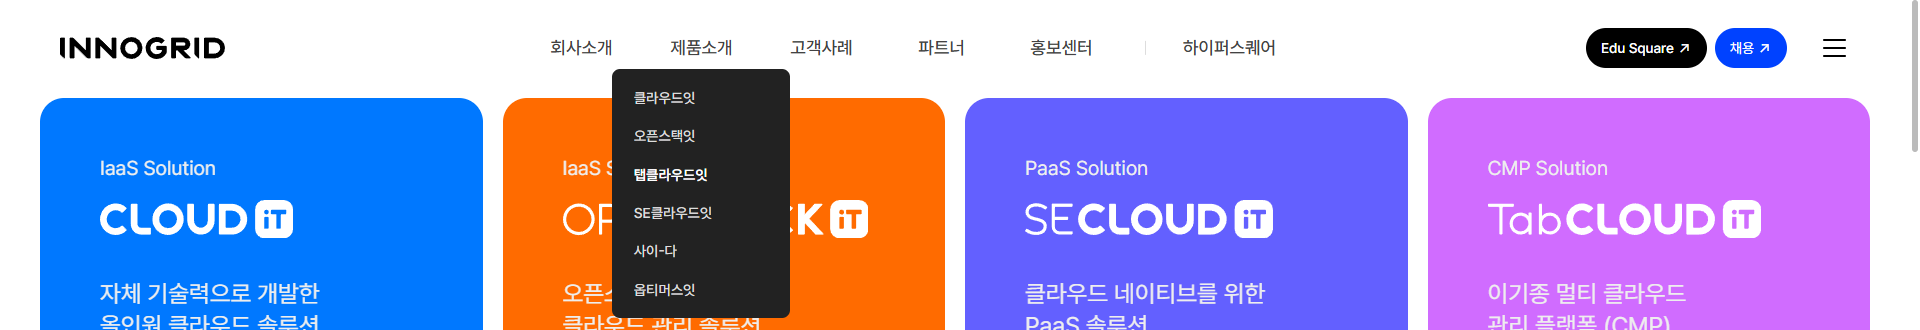 INNOGRID
회사소개
제품소개
고객사례
파트너
홍보센터
하이퍼스퀘어
Edu Square
채용
클라우드잇
오픈스택잇
탭클라우드잇
SE클라우드잇
사이-다
옵티머스잇
IaaS Solution
CLOUD iT
자체 기술력으로 개발한
올인원 클라우드 솔루션
IaaS S
OP CK iT
오픈스
클라우드 관리 솔루션
PaaS Solution
SECLOUD iT
클라우드 네이티브를 위한
PaaS 솔루션
CMP Solution
TabCLOUD iT
이기종 멀티 클라우드
관리 플랫폼 (CMP)